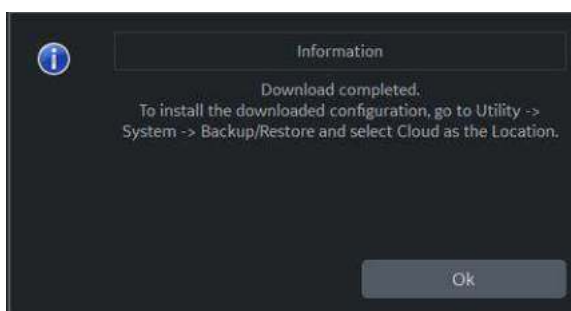 Information
Download completed.
To install the downloaded configuration, go to Utility ->
System -> Backup/Restore and select Cloud as the Location.
Ok